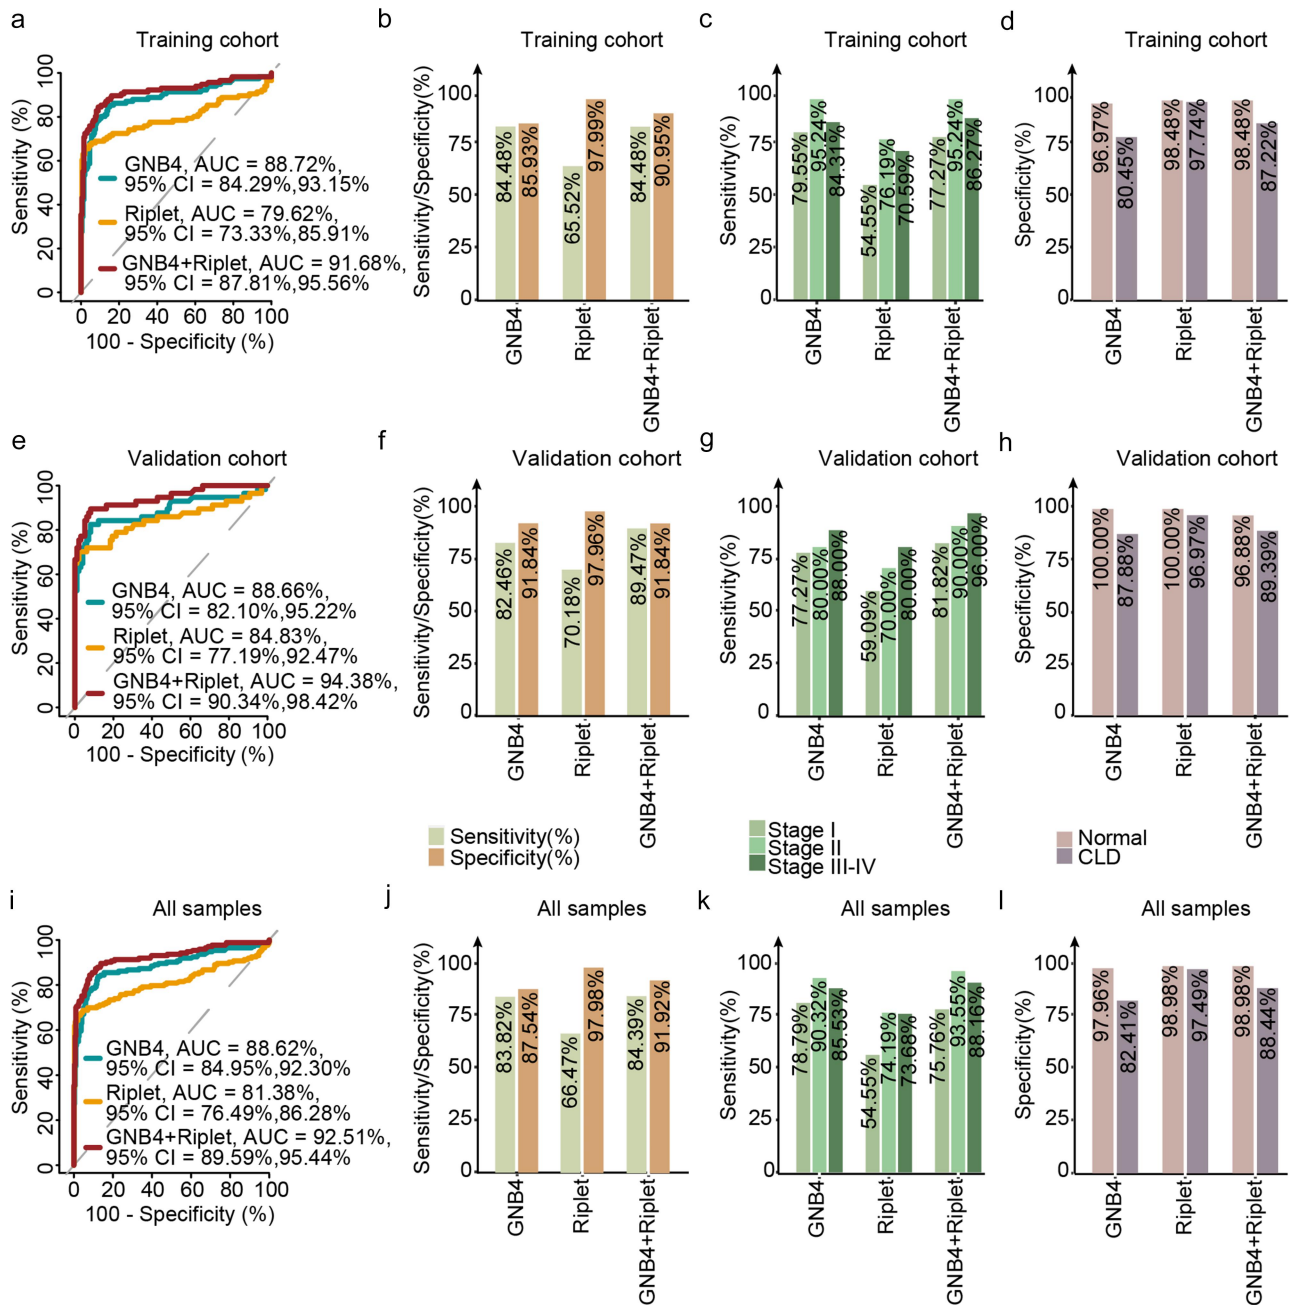 a
Training cohort
Sensitivity (%)
0
20
40
60
80
100
GNB4, AUC = 88.72%,
95% CI = 84.29%,93.15%
Riplet, AUC = 79.62%,
95% CI = 73.33%,85.91%
GNB4+Riplet, AUC = 91.68%,
95% CI = 87.81%,95.56%
0 20 40 60 80 100
100 - Specificity (%)
b
Training cohort
Sensitivity/Specificity(%)
100
75
50
25
0
84.48%
85.93%
65.52%
97.99%
84.48%
90.95%
GNB4
Riplet
GNB4+Riplet
c
Training cohort
Sensitivity(%)
100
75
50
25
0
79.55%
95.24%
84.31%
54.55%
76.19%
70.59%
77.27%
95.24%
86.27%
GNB4
Riplet
GNB4+Riplet
d
Training cohort
Specificity(%)
100
75
50
25
0
96.97%
80.45%
98.48%
97.74%
98.48%
87.22%
GNB4
Riplet
GNB4+Riplet
e
Validation cohort
Sensitivity (%)
0
20
40
60
80
100
GNB4, AUC = 88.66%,
95% CI = 82.10%,95.22%
Riplet, AUC = 84.83%,
95% CI = 77.19%,92.47%
GNB4+Riplet, AUC = 94.38%,
95% CI = 90.34%,98.42%
0 20 40 60 80 100
100 - Specificity (%)
f
Validation cohort
Sensitivity/Specificity(%)
100
75
50
25
0
82.46%
91.84%
70.18%
97.96%
89.47%
91.84%
GNB4
Riplet
GNB4+Riplet
Sensitivity(%)
Specificity(%)
g
Validation cohort
Sensitivity(%)
100
75
50
25
0
77.27%
80.00%
88.00%
59.09%
70.00%
80.00%
81.82%
90.00%
96.00%
GNB4
Riplet
GNB4+Riplet
Stage I
Stage II
Stage III-IV
h
Validation cohort
Specificity(%)
100
75
50
25
0
100.00%
87.88%
100.00%
96.97%
96.88%
89.39%
GNB4
Riplet
GNB4+Riplet
Normal
CLD
i
All samples
Sensitivity (%)
0
20
40
60
80
100
GNB4, AUC = 88.62%,
95% CI = 84.95%,92.30%
Riplet, AUC = 81.38%,
95% CI = 76.49%,86.28%
GNB4+Riplet, AUC = 92.51%,
95% CI = 89.59%,95.44%
0 20 40 60 80 100
100 - Specificity (%)
j
All samples
Sensitivity/Specificity(%)
100
75
50
25
0
83.82%
87.54%
66.47%
97.98%
84.39%
91.92%
GNB4
Riplet
GNB4+Riplet
k
All samples
Sensitivity(%)
100
75
50
25
0
78.79%
90.32%
85.53%
54.55%
74.19%
73.68%
75.76%
93.55%
88.16%
GNB4
Riplet
GNB4+Riplet
l
All samples
Specificity(%)
100
75
50
25
0
97.96%
82.41%
98.98%
97.49%
98.98%
88.44%
GNB4
Riplet
GNB4+Riplet